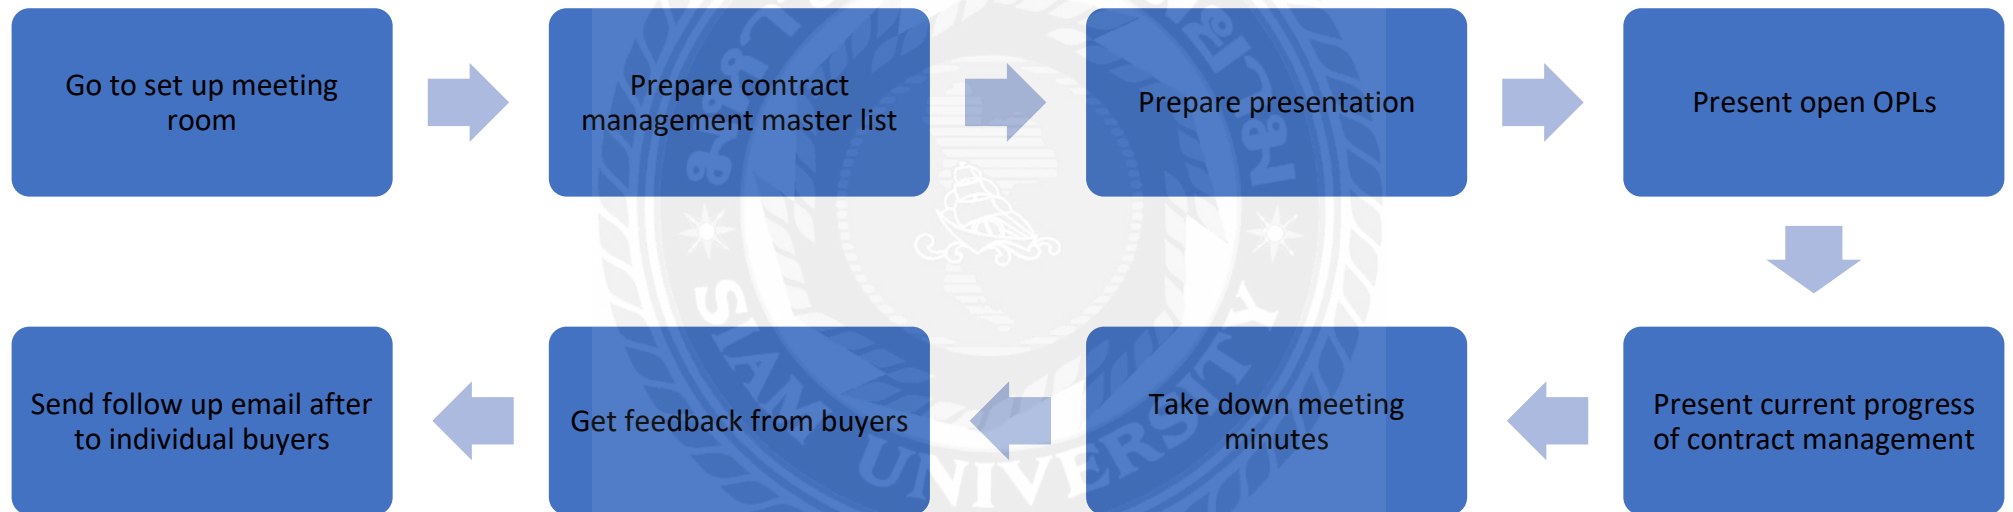 Go to set up meeting
room
Prepare contract
management master list
Prepare presentation
Present open OPLs
Present current progress
of contract management
Take down meeting
minutes
Get feedback from buyers
Send follow up email after
to individual buyers
SIAM UNIVERSITY